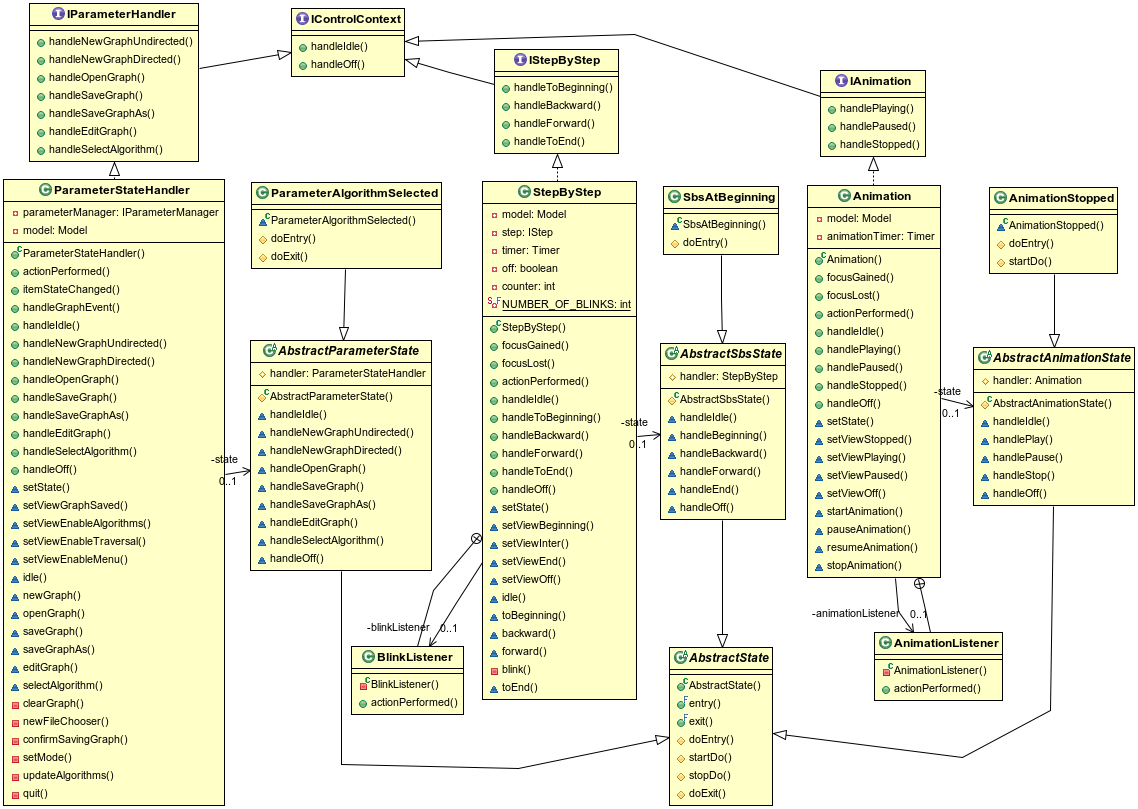 IParameterHandler
handleNewGraphUndirected()
handleNewGraphDirected()
handleOpenGraph()
handleSaveGraph()
handleSaveGraphAs()
handleEditGraph()
handleSelectAlgorithm()
IControlContext
handleIdle()
handleOff()
IStepByStep
handleToBeginning()
handleBackward()
handleForward()
handleToEnd()
IAnimation
handlePlaying()
handlePaused()
handleStopped()
ParameterStateHandler
parameterManager: IParameterManager
model: Model
ParameterStateHandler()
actionPerformed()
itemStateChanged()
handleGraphEvent()
handleIdle()
handleNewGraphUndirected()
handleNewGraphDirected()
handleOpenGraph()
handleSaveGraph()
handleSaveGraphAs()
handleEditGraph()
handleSelectAlgorithm()
handleOff()
setState()
setViewGraphSaved()
setViewEnableAlgorithms()
setViewEnableTraversal()
setViewEnableMenu()
idle()
newGraph()
openGraph()
saveGraph()
saveGraphAs()
editGraph()
selectAlgorithm()
clearGraph()
newFileChooser()
confirmSavingGraph()
setMode()
updateAlgorithms()
quit()
-state
0..1
ParameterAlgorithmSelected
ParameterAlgorithmSelected()
doEntry()
doExit()
AbstractParameterState
handler: ParameterStateHandler
AbstractParameterState()
handleIdle()
handleNewGraphUndirected()
handleNewGraphDirected()
handleOpenGraph()
handleSaveGraph()
handleSaveGraphAs()
handleEditGraph()
handleSelectAlgorithm()
handleOff()
StepByStep
model: Model
step: IStep
timer: Timer
off: boolean
counter: int
NUMBER_OF_BLINKS: int
StepByStep()
focusGained()
focusLost()
actionPerformed()
handleIdle()
handleToBeginning()
handleBackward()
handleForward()
handleToEnd()
handleOff()
setState()
setViewBeginning()
setViewInter()
setViewEnd()
setViewOff()
idle()
toBeginning()
backward()
forward()
blink()
toEnd()
-blinkListener
0..1
BlinkListener
BlinkListener()
actionPerformed()
-state
0..1
SbsAtBeginning
SbsAtBeginning()
doEntry()
AbstractSbsState
handler: StepByStep
AbstractSbsState()
handleIdle()
handleBeginning()
handleBackward()
handleForward()
handleEnd()
handleOff()
AbstractState
AbstractState()
entry()
exit()
doEntry()
startDo()
stopDo()
doExit()
Animation
model: Model
animationTimer: Timer
Animation()
focusGained()
focusLost()
actionPerformed()
handleIdle()
handlePlaying()
handlePaused()
handleStopped()
handleOff()
setState()
setViewStopped()
setViewPlaying()
setViewPaused()
setViewOff()
startAnimation()
pauseAnimation()
resumeAnimation()
stopAnimation()
-animationListener
0..1
AnimationListener
AnimationListener()
actionPerformed()
-state
0..1
AnimationStopped
AnimationStopped()
doEntry()
startDo()
AbstractAnimationState
handler: Animation
AbstractAnimationState()
handleIdle()
handlePlay()
handlePause()
handleStop()
handleOff()